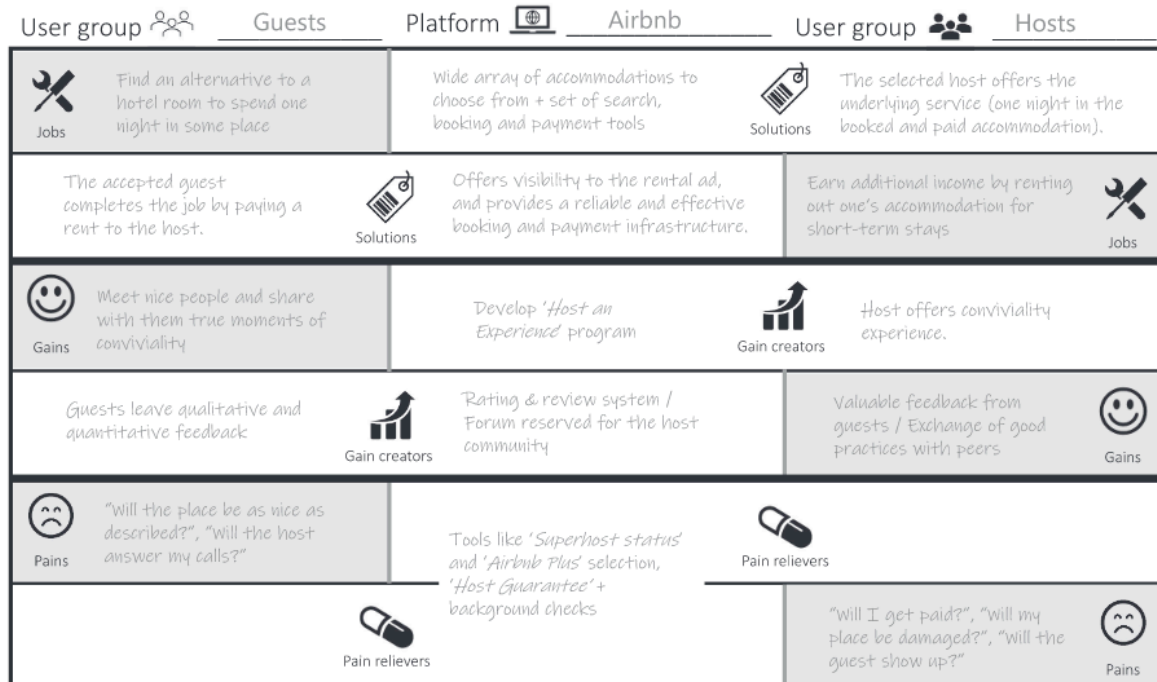 User group Guests Platform Airbnb User group Hosts
Find an alternative to a
hotel room to spend one
night in some place
Jobs
Wide array of accommodations to
choose from + set of search,
booking and payment tools
Solutions
The selected host offers the
underlying service (one night in the
booked and paid accommodation).
The accepted guest
completes the job by paying a
rent to the host.
Solutions
Offers visibility to the rental ad,
and provides a reliable and effective
booking and payment infrastructure.
Earn additional income by renting
out one's accommodation for
short-term stays
Jobs
Meet nice people and share
with them true moments of
conviviality
Gains
Develop 'Host an
Experience' program
Gain creators
Host offers conviviality
experience.
Guests leave qualitative and
quantitative feedback
Gain creators
Rating & review system /
Forum reserved for the host
community
Valuable feedback from
guests / Exchange of good
practices with peers
Gains
"Will the place be as nice as
described?", "Will the host
answer my calls?"
Pains
Tools like 'Superhost status'
and 'Airbnb Plus' selection,
'Host Guarantee' +
background checks
Pain relievers
Pain relievers
"Will I get paid?", "Will my
place be damaged?", "Will the
guest show up?"
Pains